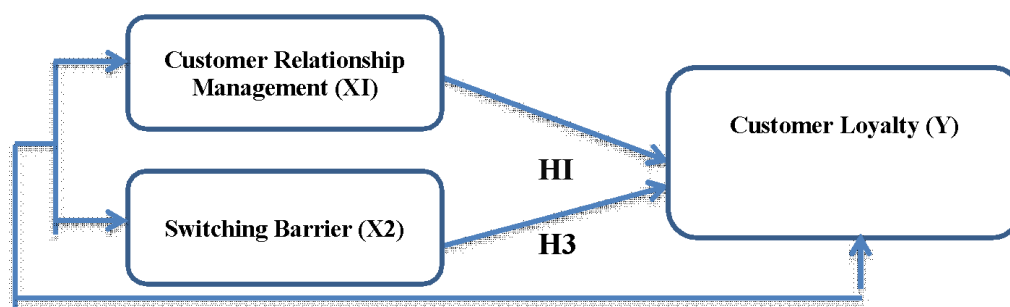 Customer Relationship
Management (XI)
Customer Loyalty (Y)
HI
Switching Barrier (X2)
H3